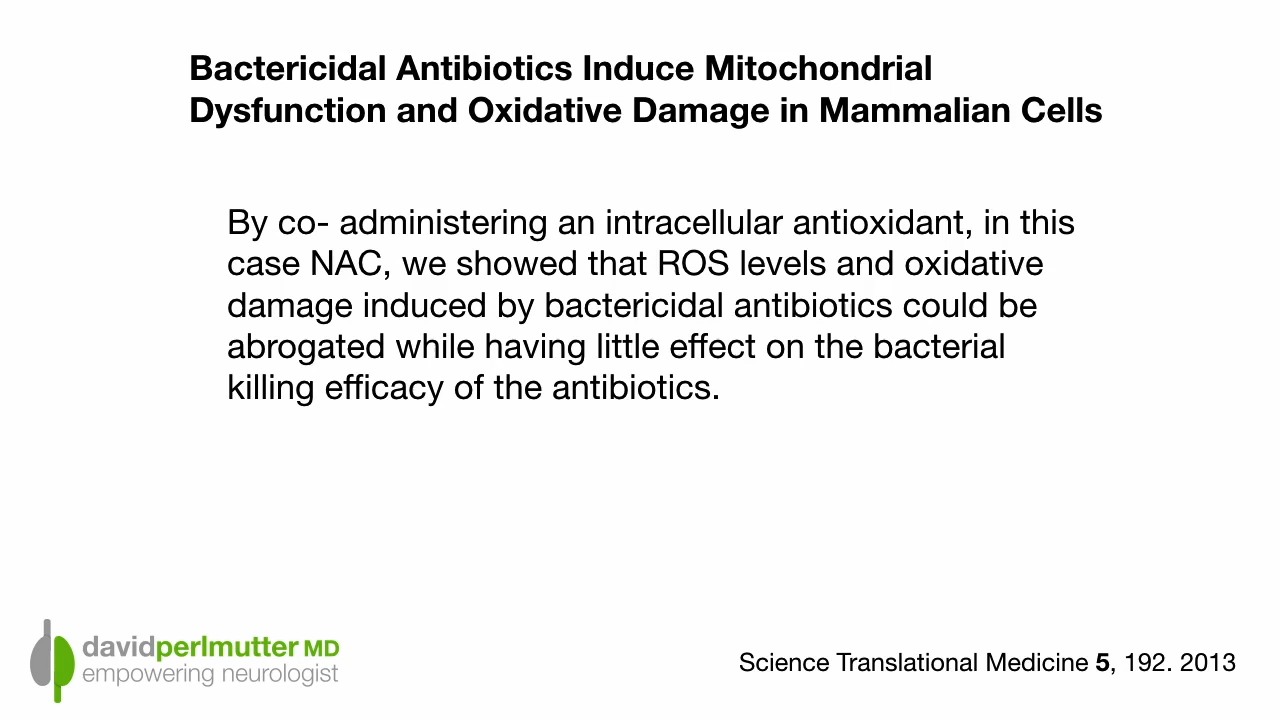 Bactericidal Antibiotics Induce Mitochondrial
Dysfunction and Oxidative Damage in Mammalian Cells
By co- administering an intracellular antioxidant, in this
case NAC, we showed that ROS levels and oxidative
damage induced by bactericidal antibiotics could be
abrogated while having little effect on the bacterial
killing efficacy of the antibiotics.
davidperlmutter MD
empowering neurologist
Science Translational Medicine 5, 192. 2013